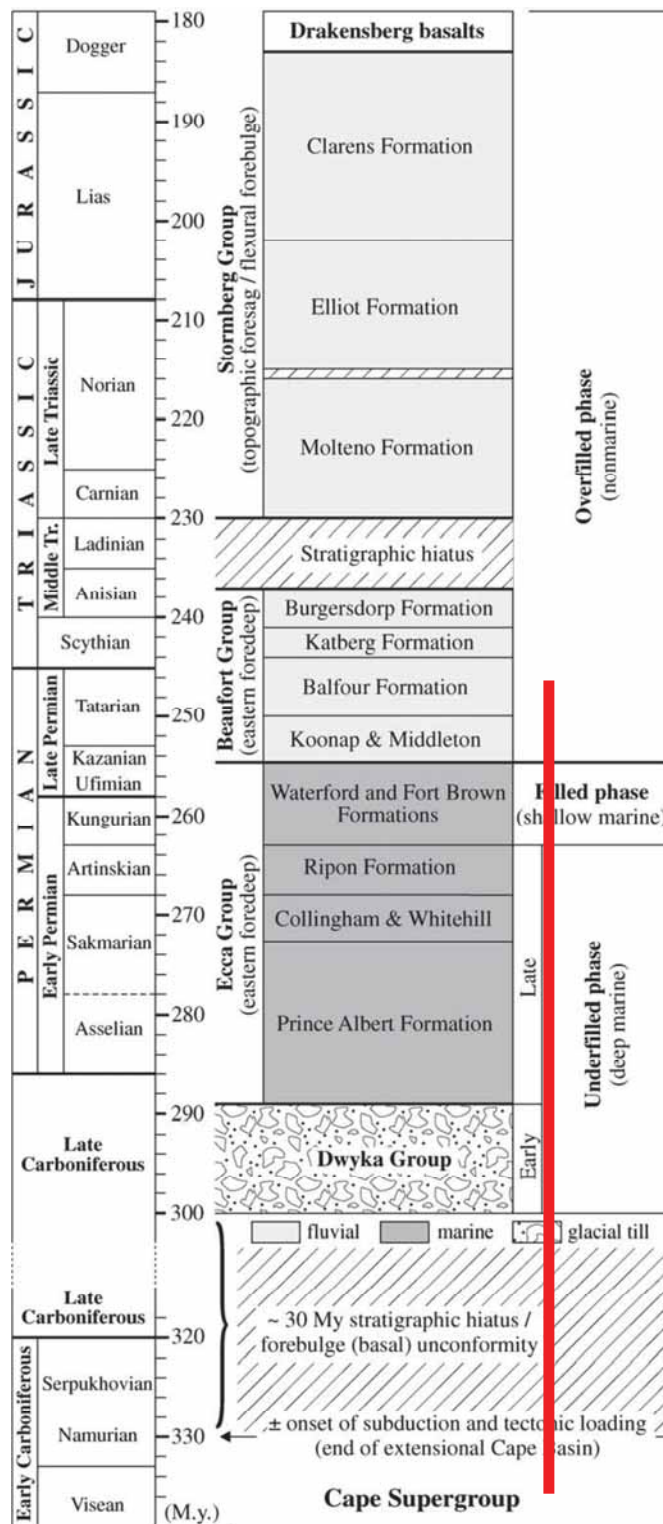 JURASSIC
Dogger
Lias
TRIASSIC
Late Triassic
Norian
Carnian
Middle Tr.
Ladinian
Anisian
Scythian
PERMIAN
Late Permian
Tatarian
Kazanian
Ufimian
Early Permian
Kungurian
Artinskian
Sakmarian
Asselian
Late
Carboniferous
Late
Carboniferous
Early Carboniferous
Serpukhovian
Namurian
Visean
180
190
200
210
220
230
240
250
260
270
280
290
300
320
330
(M.y.)
Stormberg Group
(topographic foresag / flexural forebulge)
Beaufort Group
(eastern foredeep)
Ecca Group
(eastern foredeep)
Drakensberg basalts
Clarens Formation
Elliot Formation
Molteno Formation
Stratigraphic hiatus
Burgersdorp Formation
Katberg Formation
Balfour Formation
Koonap & Middleton
Waterford and Fort Brown
Formations
Ripon Formation
Collingham & Whitehill
Prince Albert Formation
Dwyka Group
Overfilled phase
(nonmarine)
Filled phase
(shallow marine)
Late
Early
Underfilled phase
(deep marine)
fluvial marine glacial till
~ 30 My stratigraphic hiatus /
forebulge (basal) unconformity
± onset of subduction and tectonic loading
(end of extensional Cape Basin)
Cape Supergroup